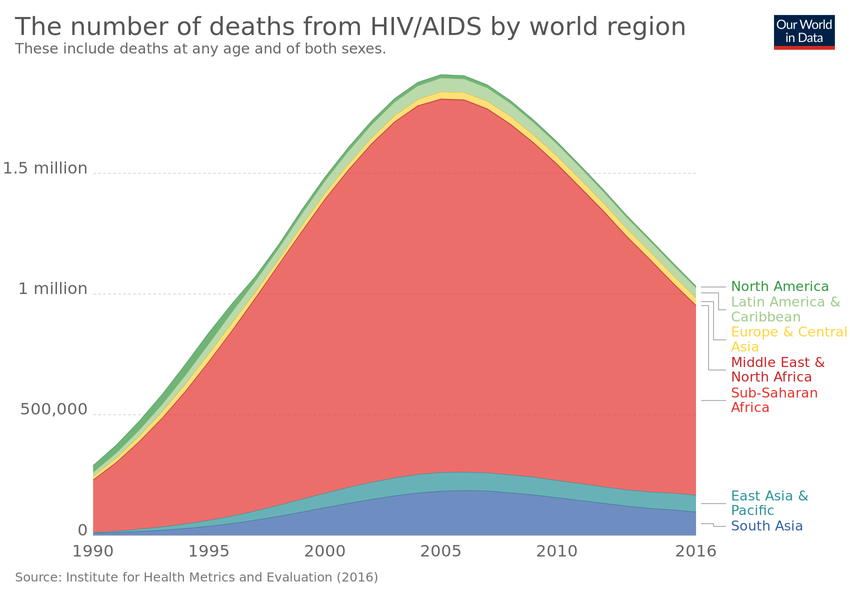 The number of deaths from HIV/AIDS by world region
These include deaths at any age and of both sexes.
Our World
in Data
1.5 million
1 million
500,000
0
1990
1995
2000
2005
2010
2016
North America
Latin America &
Caribbean
Europe & Central
Asia
Middle East &
North Africa
Sub-Saharan
Africa
East Asia &
Pacific
South Asia
Source: Institute for Health Metrics and Evaluation (2016)